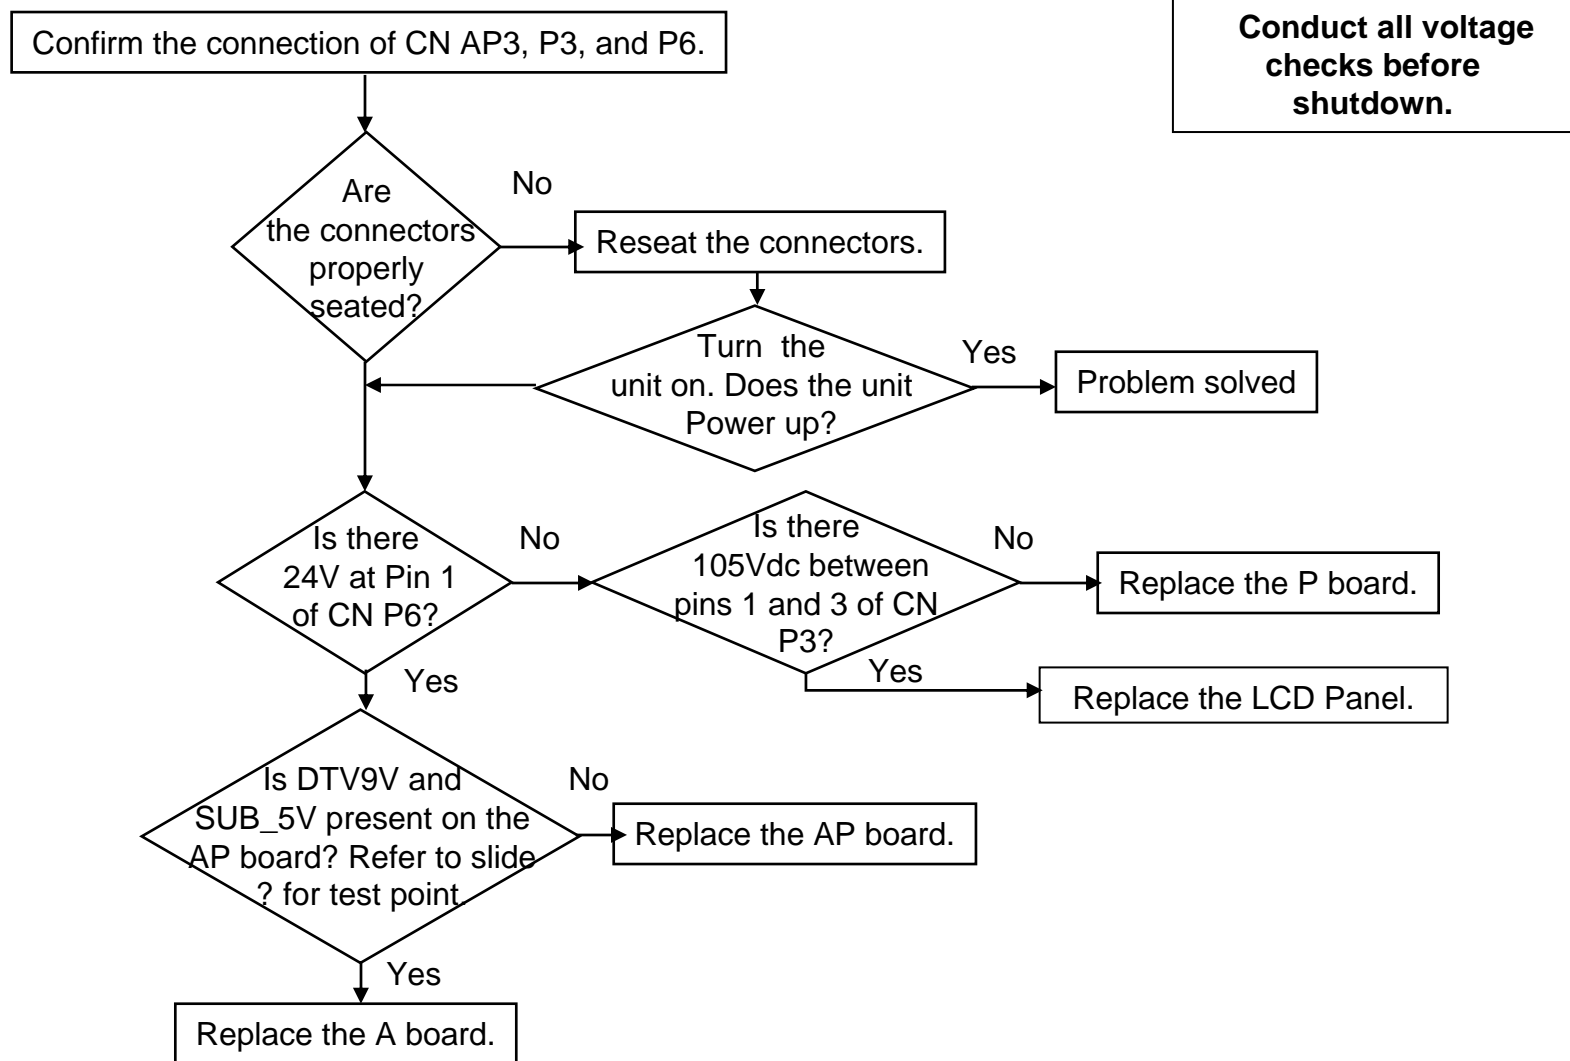 Confirm the connection of CN AP3, P3, and P6.
Conduct all voltage
checks before
shutdown.
Are
the connectors
properly
seated?
No
Reseat the connectors.
Turn the
unit on. Does the unit
Power up?
Yes
Problem solved
Is there
24V at Pin 1
of CN P6?
No
Is there
105Vdc between
pins 1 and 3 of CN
P3?
No
Replace the P board.
Yes
Replace the LCD Panel.
Yes
Is DTV9V and
SUB_5V present on the
AP board? Refer to slide
? for test point.
No
Replace the AP board.
Yes
Replace the A board.